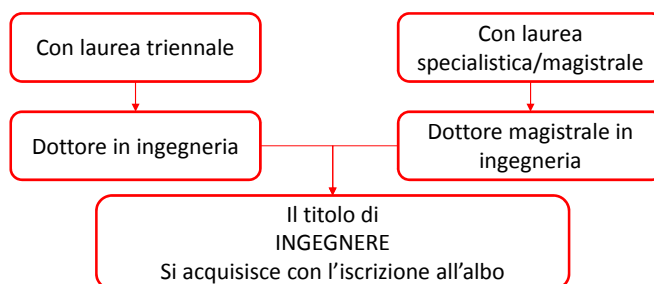 Con laurea triennale
Con laurea
specialistica/magistrale
Dottore in ingegneria
Dottore magistrale in
ingegneria
Il titolo di
INGEGNERE
Si acquisisce con l'iscrizione all'albo